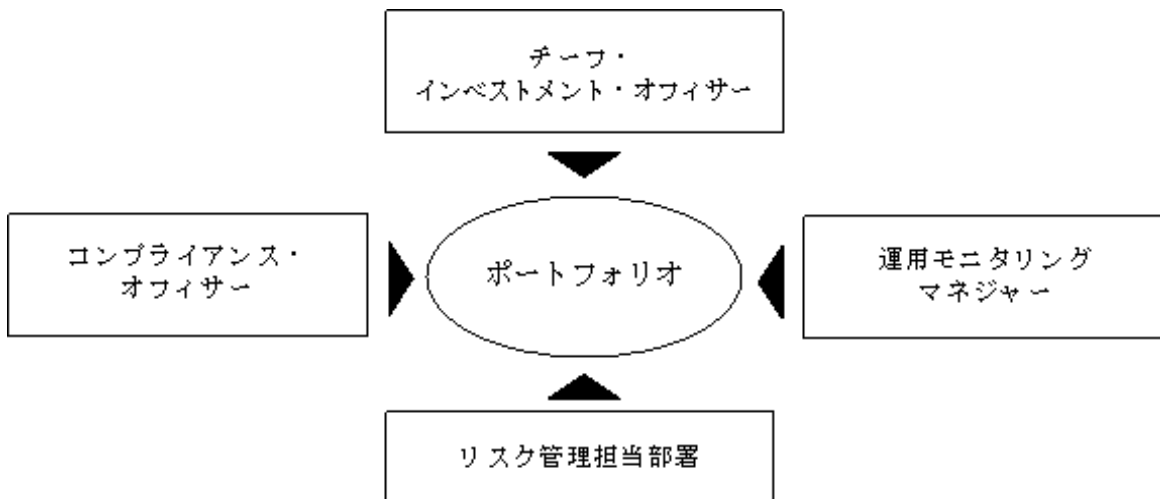 チーフ・
インベストメント・オフィサー
コンプライアンス・
オフィサー
ポートフォリオ
運用モニタリング
マネジャー
リスク管理担当部署